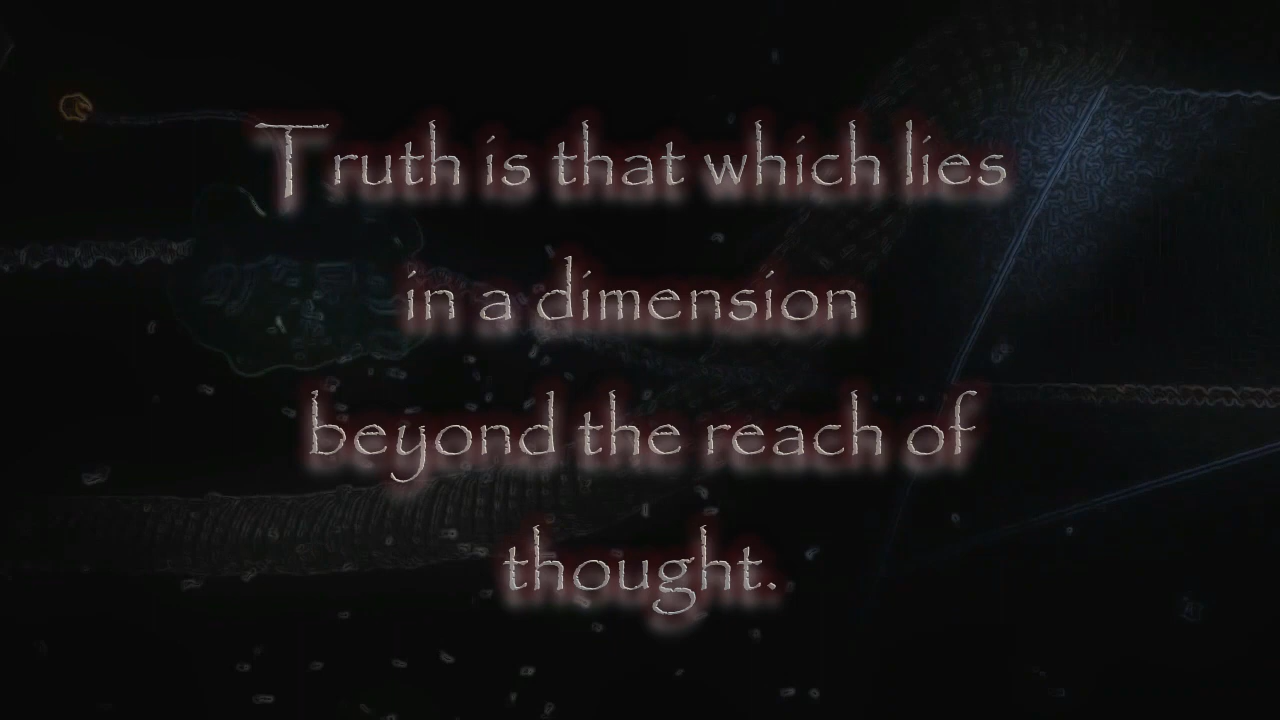 Truth is that which lies
in a dimension
beyond the reach of
thought.